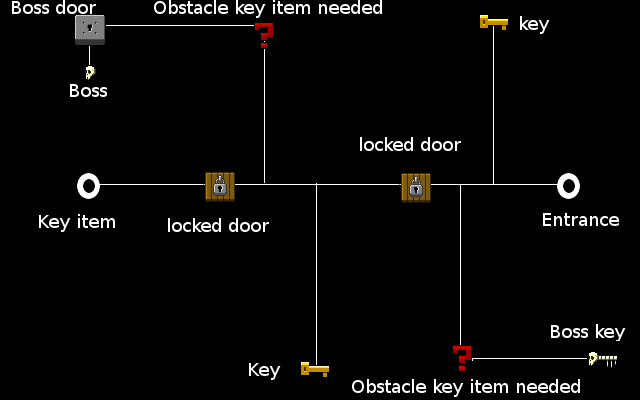 Boss door
Obstacle key item needed
key
Boss
locked door
Key item
locked door
Entrance
Boss key
Key
Obstacle key item needed